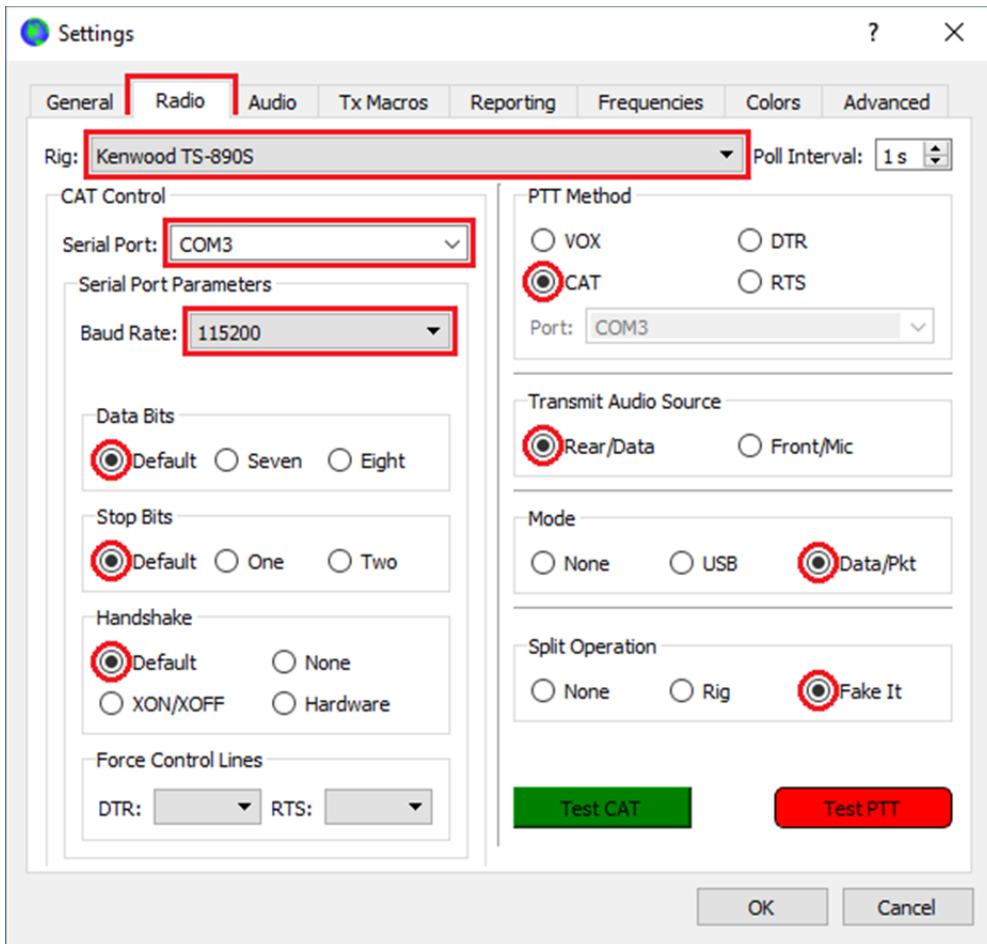 Settings
?
General Radio Audio Tx Macros Reporting Frequencies Colors Advanced
Rig: Kenwood TS-890S Poll Interval: 1 s
CAT Control
Serial Port: COM3
Serial Port Parameters
Baud Rate: 115200
Data Bits
Default Seven Eight
Stop Bits
Default One Two
Handshake
Default None
XON/XOFF Hardware
Force Control Lines
DTR: RTS:
PTT Method
VOX DTR
CAT RTS
Port: COM3
Transmit Audio Source
Rear/Data Front/Mic
Mode
None USB Data/Pkt
Split Operation
None Rig Fake It
Test CAT Test PTT
OK Cancel